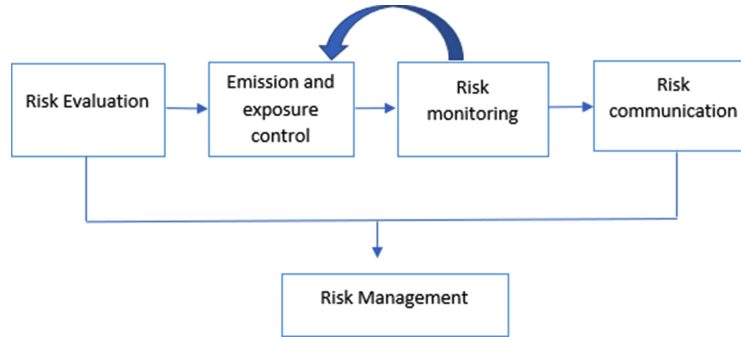 Risk Evaluation
Emission and
exposure
control
Risk
monitoring
Risk
communication
Risk Management